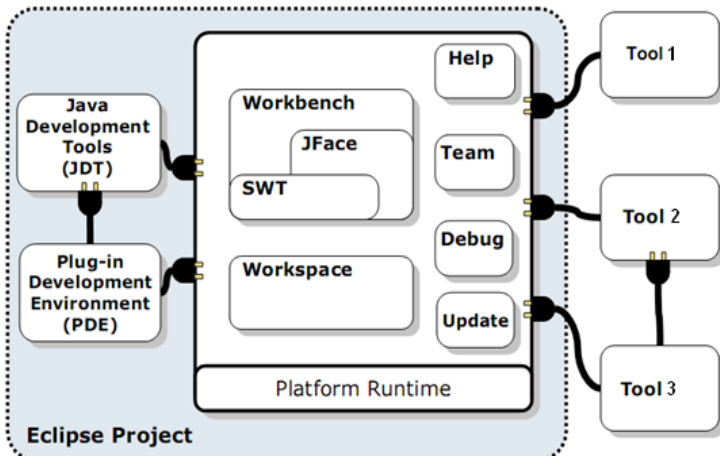 Java
Development
Tools
(JDT)
Plug-in
Development
Environment
(PDE)
Workbench
JFace
SWT
Workspace
Help
Team
Debug
Update
Platform Runtime
Eclipse Project
Tool 1
Tool 2
Tool 3